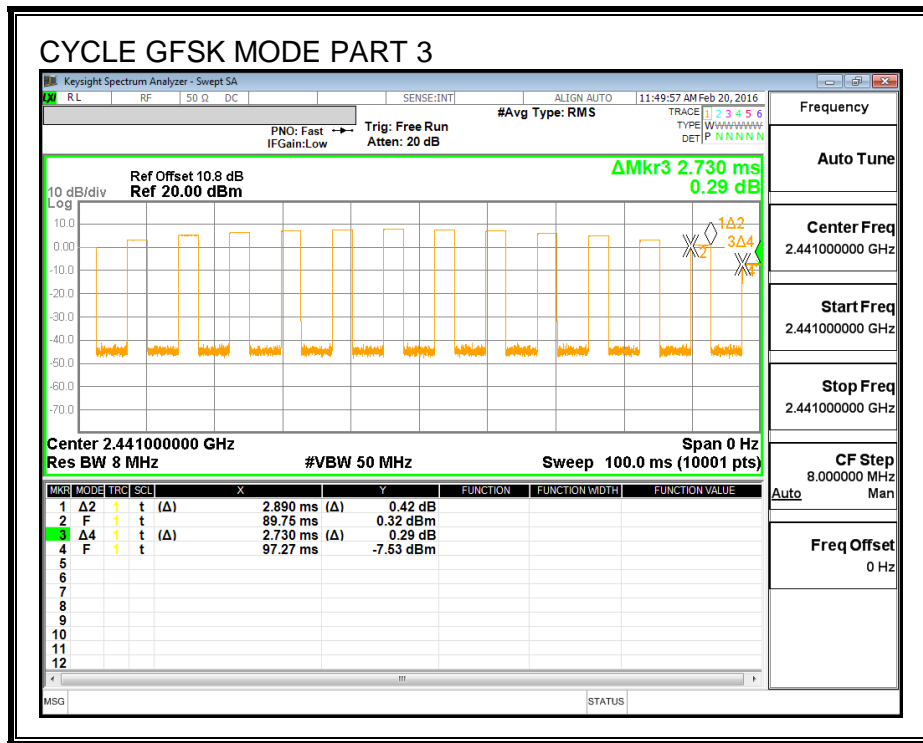 CYCLE GFSK MODE PART 3
Keysight Spectrum Analyzer - Swept SA
LXI RL RF 50 Ω DC SENSE:INT ALIGN AUTO 11:49:57 AM Feb 20, 2016
#Avg Type: RMS TRACE 1 2 3 4 5 6
PNO: Fast Trig: Free Run TYPE WWWWWW
IFGain:Low Atten: 20 dB DET P N N N N N
ΔMkr3 2.730 ms
Ref Offset 10.8 dB 0.29 dB
10 dB/div Ref 20.00 dBm
Log
10.0
0.00
-10.0
-20.0
-30.0
-40.0
-50.0
-60.0
-70.0
1Δ2
2 3Δ4
Center 2.441000000 GHz Span 0 Hz
Res BW 8 MHz #VBW 50 MHz Sweep 100.0 ms (10001 pts)
MKR MODE TRC SCL X Y FUNCTION FUNCTION WIDTH FUNCTION VALUE
1 Δ2 1 t (Δ) 2.890 ms (Δ) 0.42 dB
2 F 1 t 89.75 ms 0.32 dBm
3 Δ4 1 t (Δ) 2.730 ms (Δ) 0.29 dB
4 F 1 t 97.27 ms -7.53 dBm
5
6
7
8
9
10
11
12
MSG STATUS
Frequency
Auto Tune
Center Freq
2.441000000 GHz
Start Freq
2.441000000 GHz
Stop Freq
2.441000000 GHz
CF Step
8.000000 MHz
Auto Man
Freq Offset
0 Hz